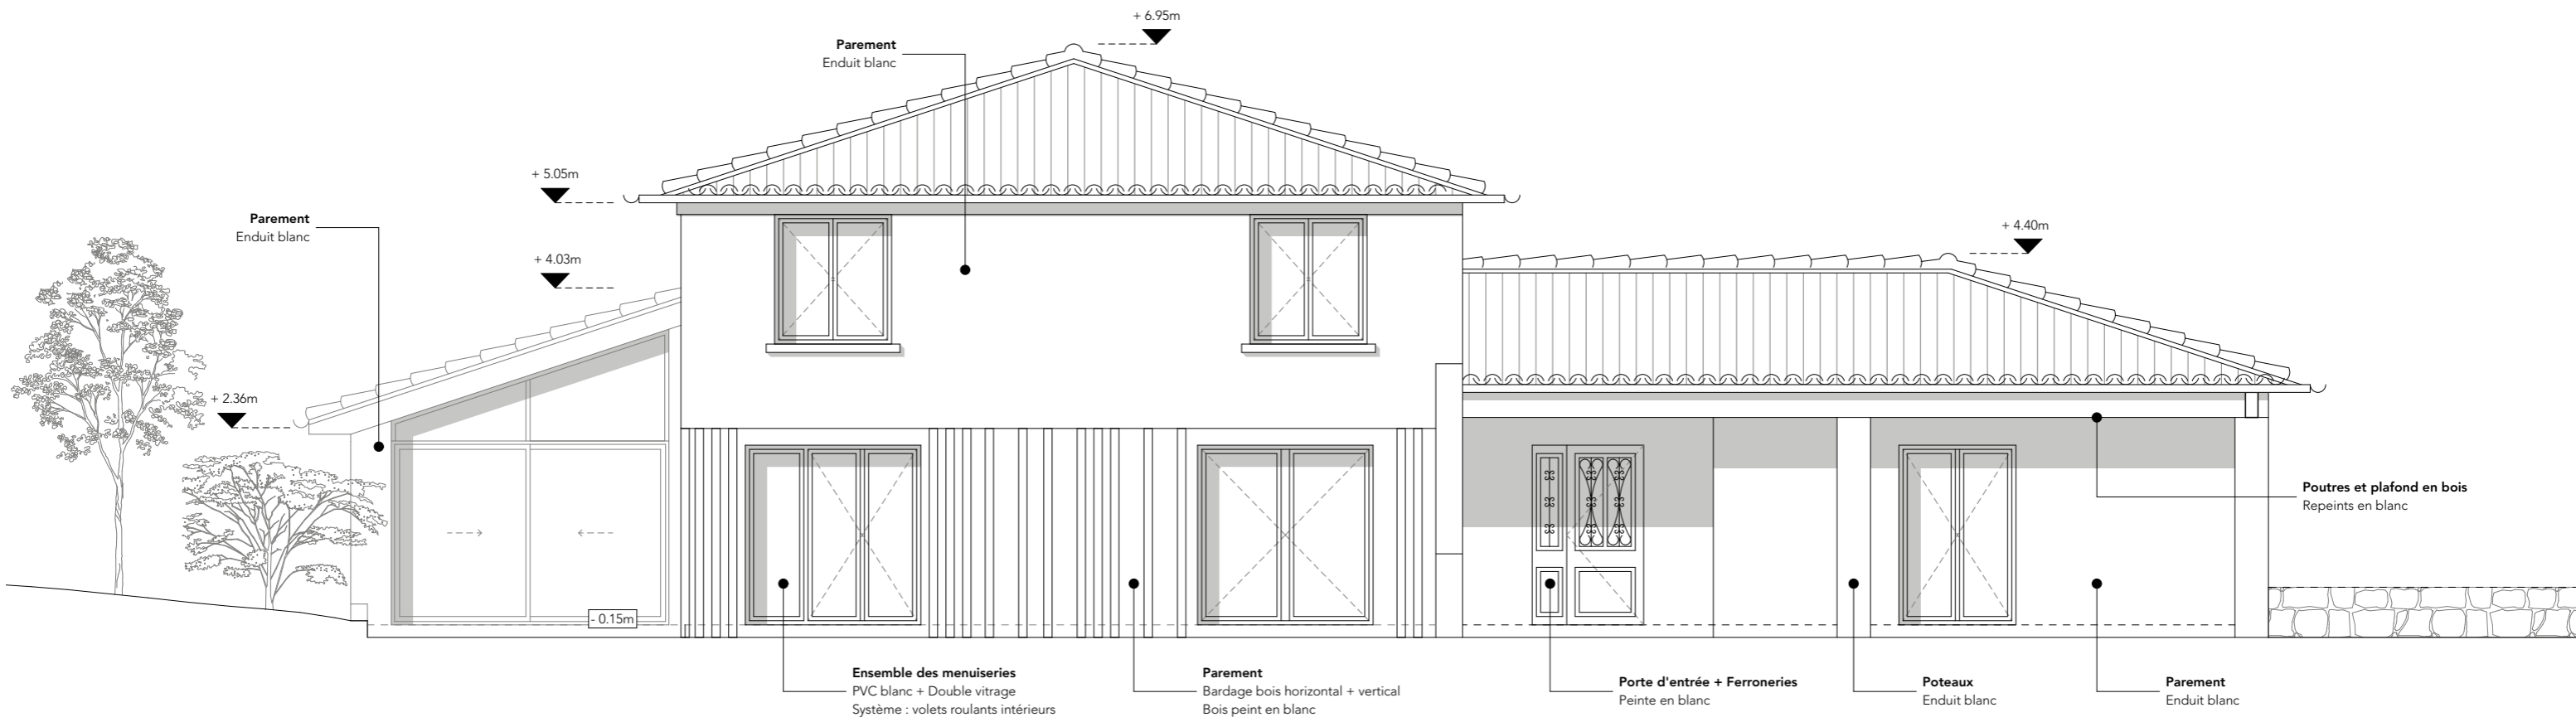 + 6.95m
Parement
Enduit blanc
+ 5.05m
Parement
Enduit blanc
+ 4.03m
+ 4.40m
+ 2.36m
Poutres et plafond en bois
Repeints en blanc
- 0.15m
Ensemble des menuiseries
PVC blanc + Double vitrage
Système : volets roulants intérieurs
Parement
Bardage bois horizontal + vertical
Bois peint en blanc
Porte d'entrée + Ferroneries
Peinte en blanc
Poteaux
Enduit blanc
Parement
Enduit blanc